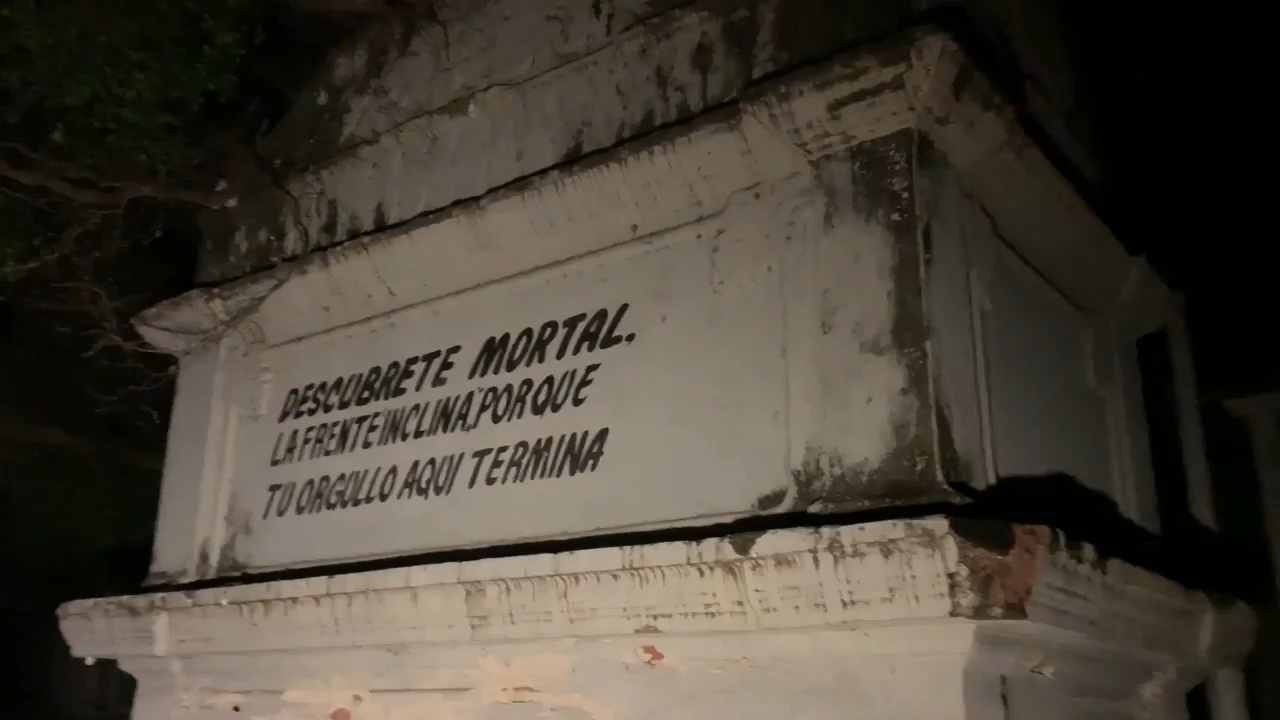 DESCUBRETE MORTAL.
LA FRENTE INCLINA, PORQUE
TU ORGULLO AQUI TERMINA